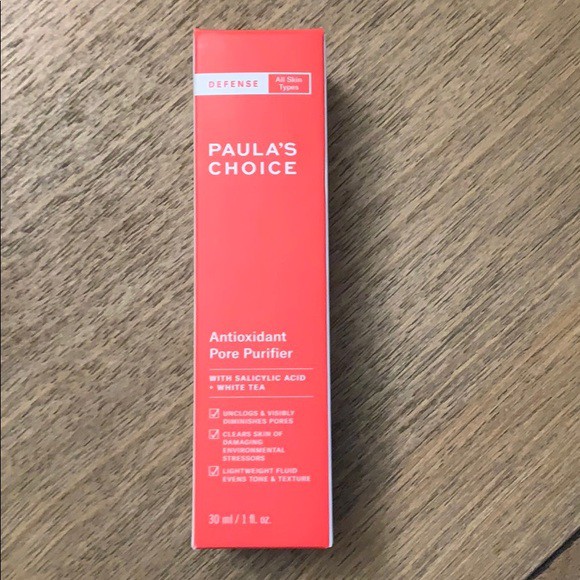 DEFENSE
All Skin
Types
PAULA'S
CHOICE
Antioxidant
Pore Purifier
WITH SALICYLIC ACID
+ WHITE TEA
UNCLOGS & VISIBLY
DIMINISHES PORES
CLEARS SKIN OF
DAMAGING
ENVIRONMENTAL
STRESSORS
LIGHTWEIGHT FLUID
EVENS TONE & TEXTURE
30 ml / 1 fl. oz.